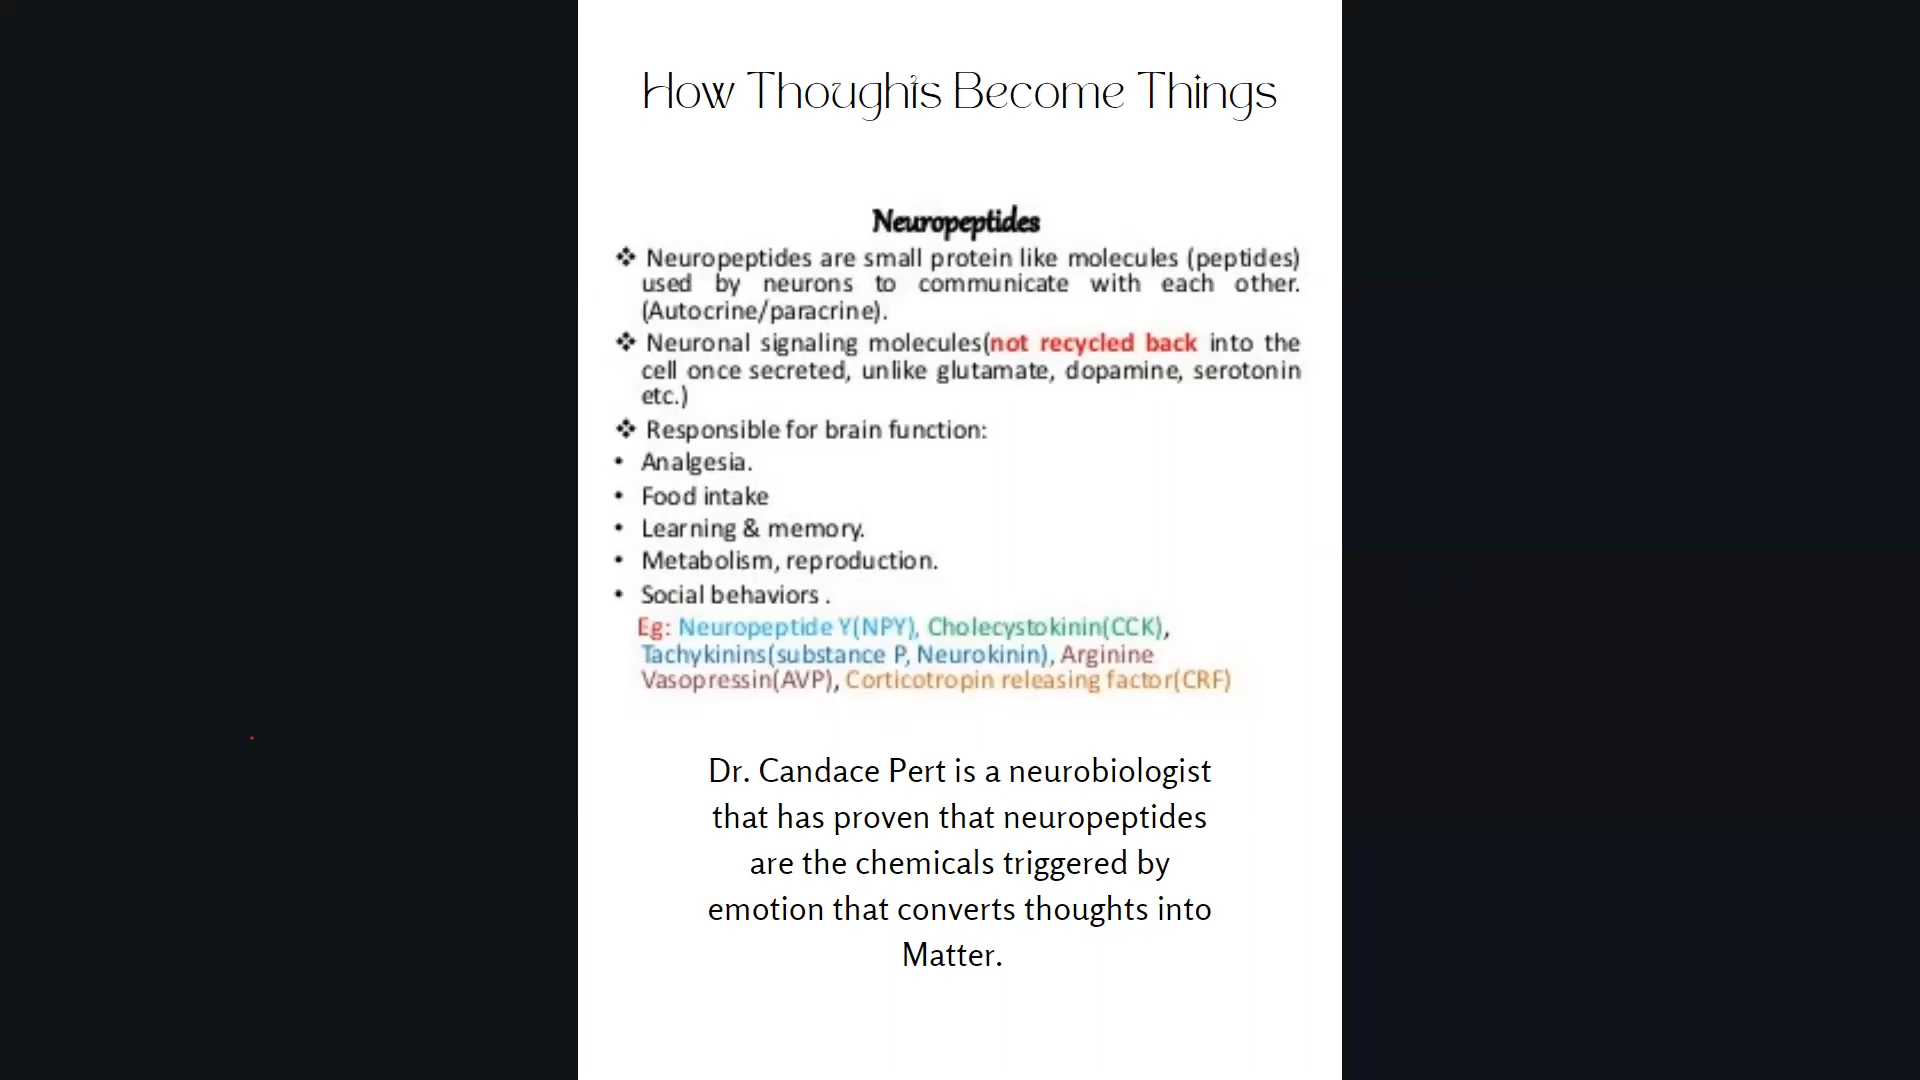 How Thoughts Become Things
Neuropeptides
❖ Neuropeptides are small protein like molecules (peptides)
used by neurons to communicate with each other.
(Autocrine/paracrine).
❖ Neuronal signaling molecules(not recycled back into the
cell once secreted, unlike glutamate, dopamine, serotonin
etc.)
❖ Responsible for brain function:
• Analgesia.
• Food intake
• Learning & memory.
• Metabolism, reproduction.
• Social behaviors .
Eg: Neuropeptide Y(NPY), Cholecystokinin(CCK),
Tachykinins(substance P, Neurokinin), Arginine
Vasopressin(AVP), Corticotropin releasing factor(CRF)
Dr. Candace Pert is a neurobiologist
that has proven that neuropeptides
are the chemicals triggered by
emotion that converts thoughts into
Matter.